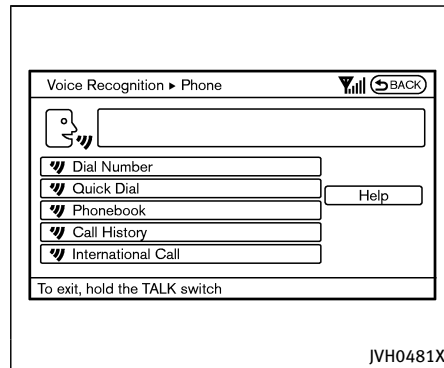 Voice Recognition ▸ Phone BACK
Dial Number
Quick Dial
Help
Phonebook
Call History
International Call
To exit, hold the TALK switch
JVH0481X